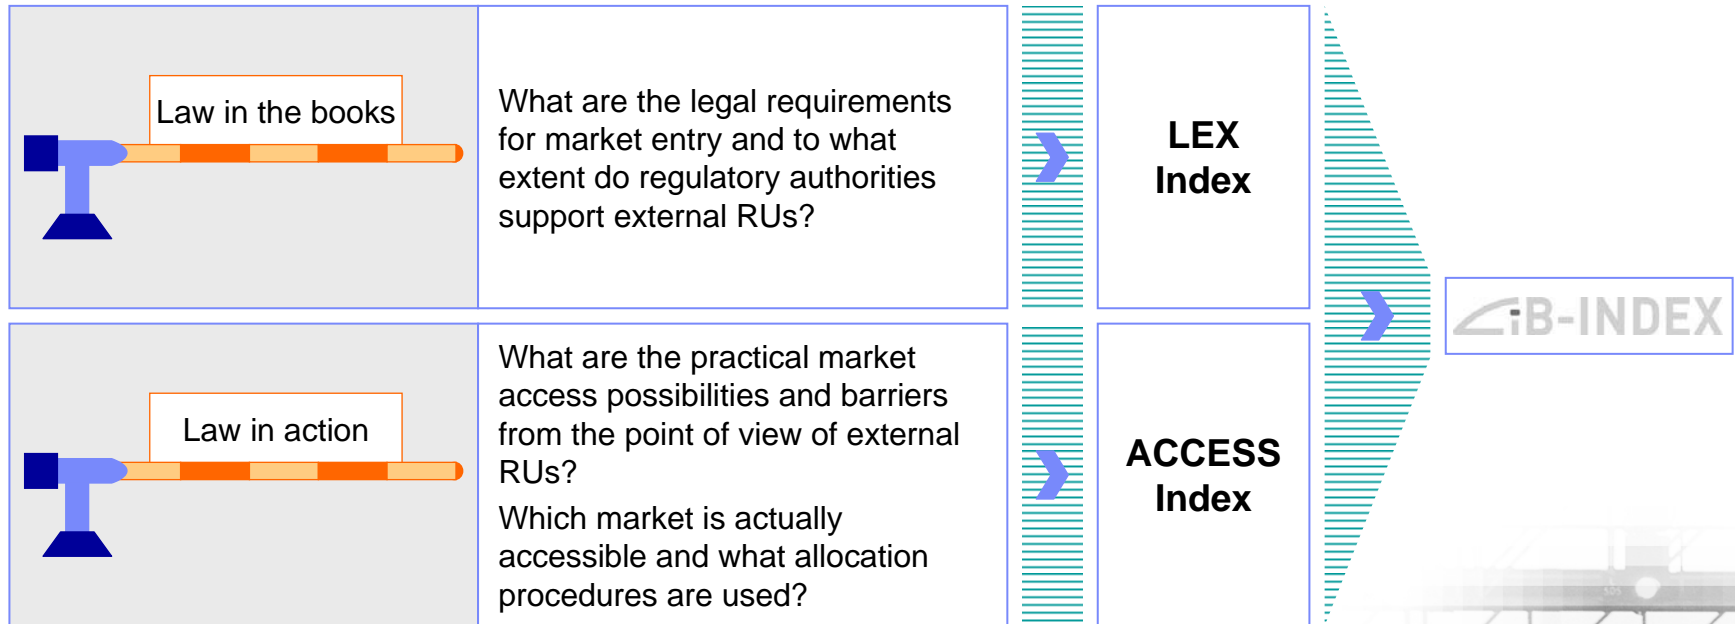 Law in the books
What are the legal requirements
for market entry and to what
extent do regulatory authorities
support external RUs?
LEX
Index
Law in action
What are the practical market
access possibilities and barriers
from the point of view of external
RUs?
Which market is actually
accessible and what allocation
procedures are used?
ACCESS
Index
LiB-INDEX